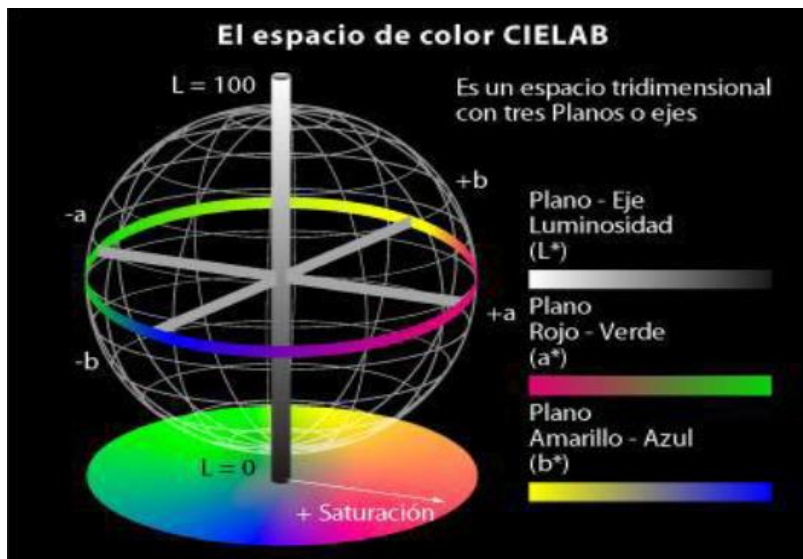 El espacio de color CIELAB
L = 100
Es un espacio tridimensional
con tres Planos o ejes
+b
-a
Plano - Eje
Luminosidad
(L*)
+a
Plano
Rojo - Verde
(a*)
-b
Plano
Amarillo - Azul
(b*)
L = 0
+ Saturación